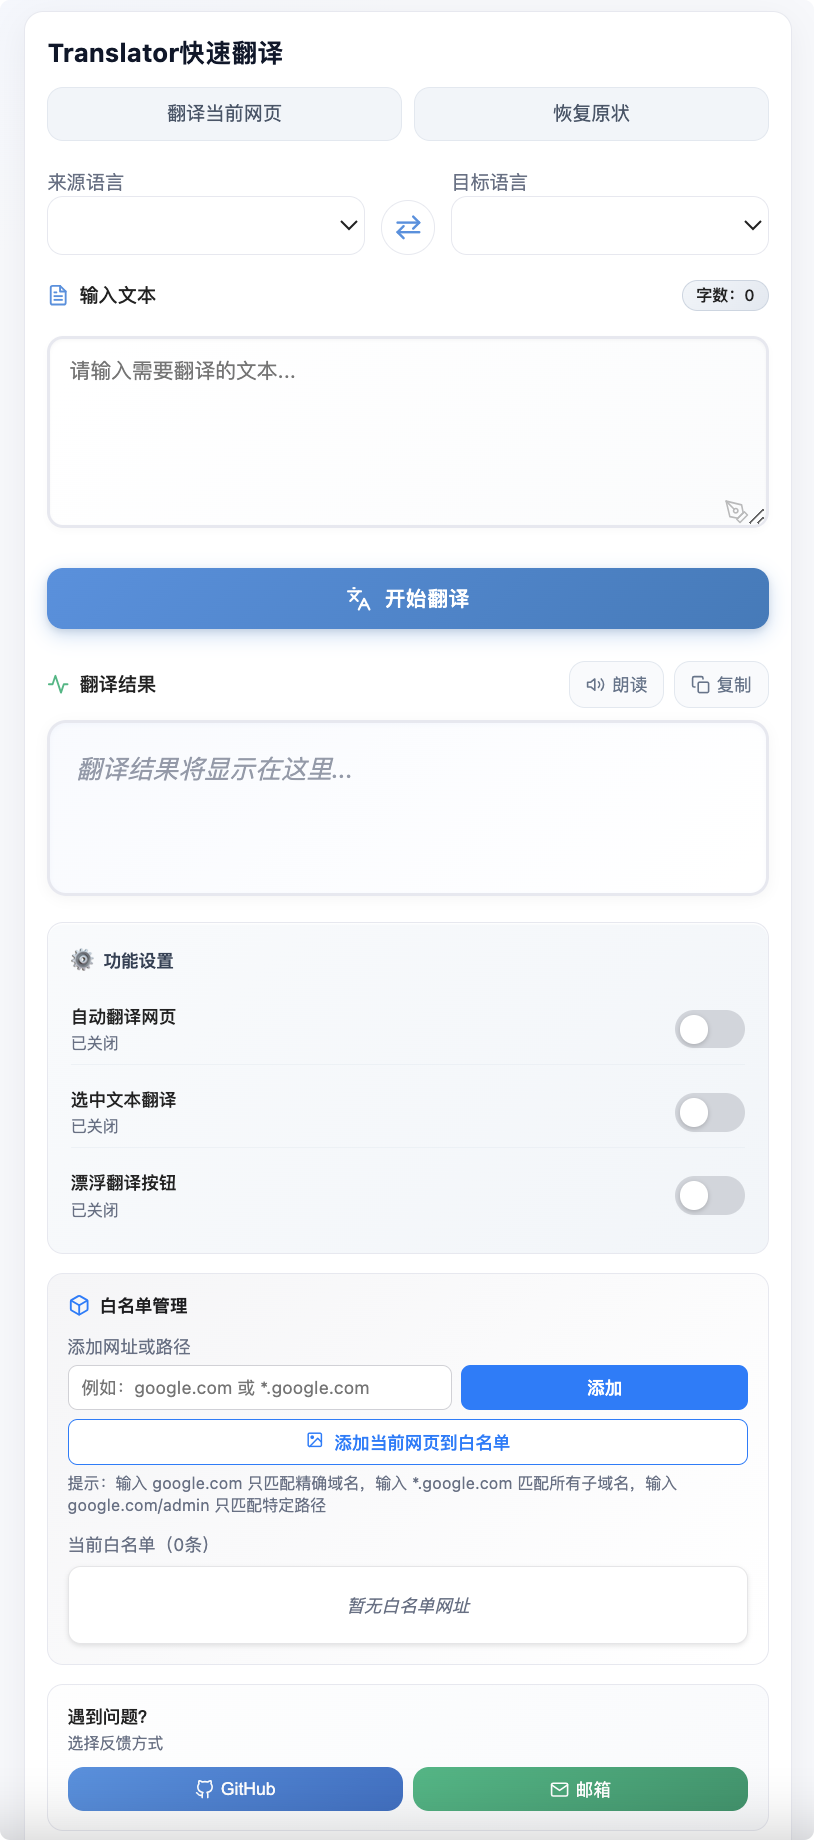 Translator快速翻译
翻译当前网页
恢复原状
来源语言
目标语言
输入文本
字数：0
请输入需要翻译的文本...
开始翻译
翻译结果
朗读
复制
翻译结果将显示在这里...
功能设置
自动翻译网页
已关闭
选中文本翻译
已关闭
漂浮翻译按钮
已关闭
白名单管理
添加网址或路径
例如：google.com 或 *.google.com
添加
添加当前网页到白名单
提示：输入 google.com 只匹配精确域名，输入 *.google.com 匹配所有子域名，输入
google.com/admin 只匹配特定路径
当前白名单（0条）
暂无白名单网址
遇到问题?
选择反馈方式
GitHub
邮箱